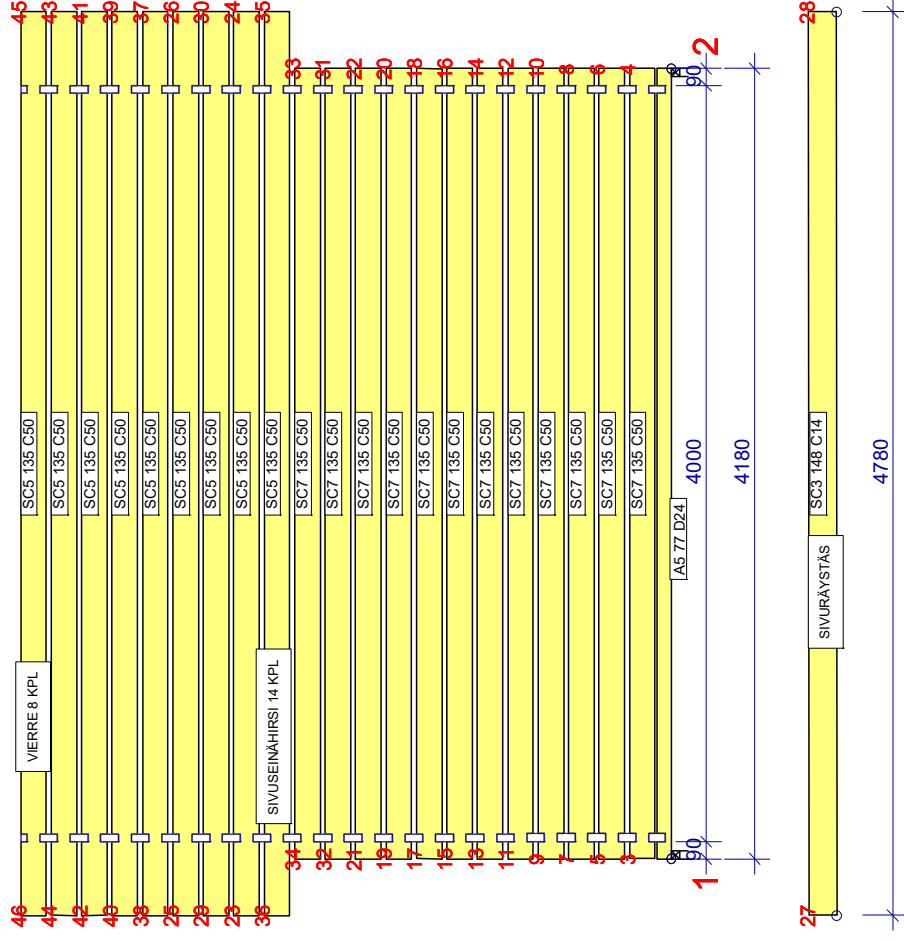 45
43
41
39
37
26
30
24
35
33
31
22
20
18
16
14
12
10
8
6
4
2
28
90
SC5 135 C50
SC5 135 C50
SC5 135 C50
SC5 135 C50
SC5 135 C50
SC5 135 C50
SC5 135 C50
SC5 135 C50
SC5 135 C50
SC7 135 C50
SC7 135 C50
SC7 135 C50
SC7 135 C50
SC7 135 C50
SC7 135 C50
SC7 135 C50
SC7 135 C50
SC7 135 C50
SC7 135 C50
SC7 135 C50
SC7 135 C50
A5 77 D24
4000
4180
SC3 148 C14
4780
SIVURÄYSTÄS
VIERRE 8 KPL
SIVUSEINÄHIRSI 14 KPL
90
46
44
42
40
38
25
29
23
36
34
32
21
19
17
15
13
11
9
7
5
3
1
27